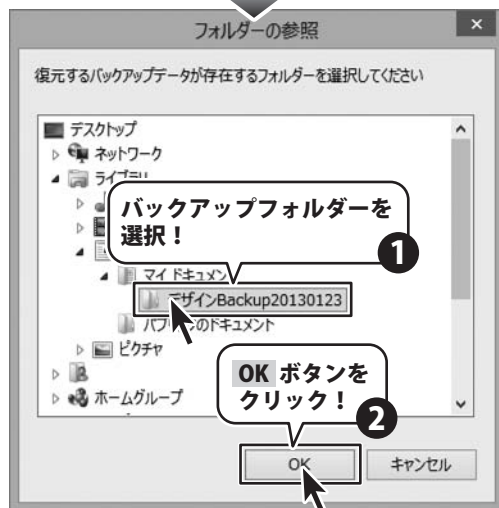 フォルダーの参照
×
復元するバックアップデータが存在するフォルダーを選択してください
デスクトップ
ネットワーク
バックアップフォルダーを
選択！
1
マイ ドキュメン
デザインBackup20130123
のドキュメント
ピクチャ
ホームグループ
OK ボタンを
クリック！
2
OK
キャンセル